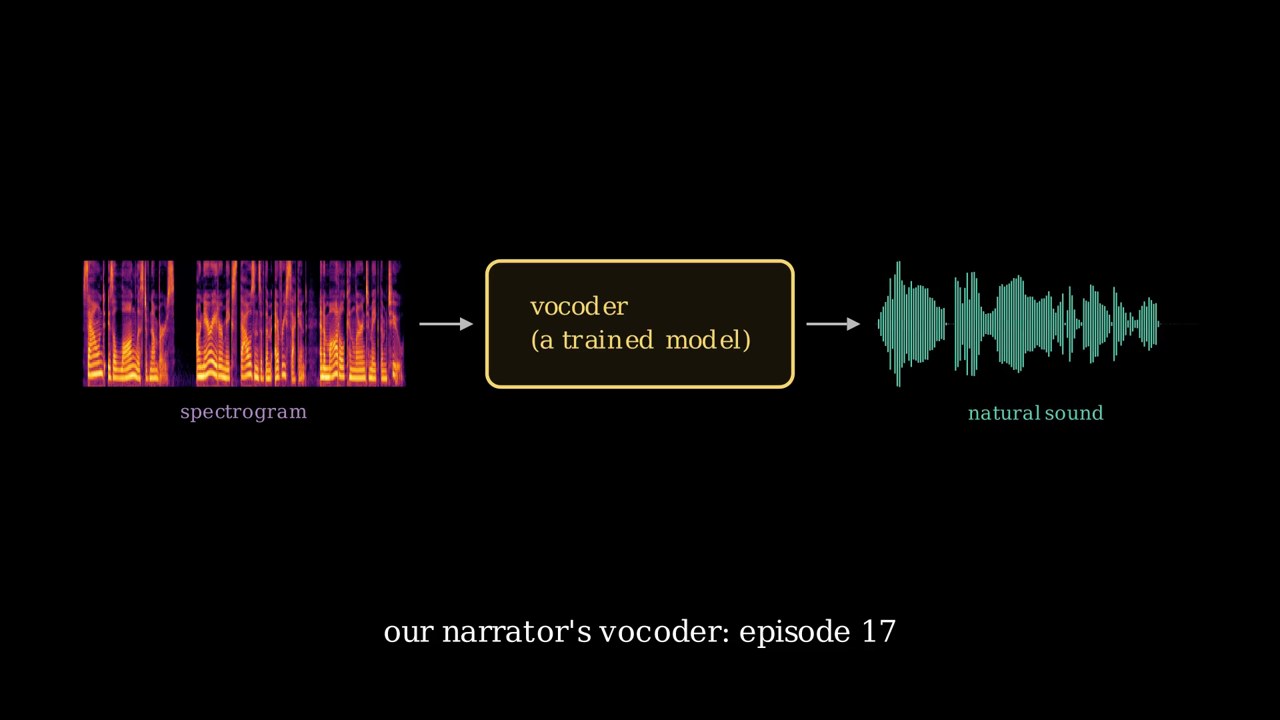 vocoder
(a trained model)
spectrogram
natural sound
our narrator's vocoder: episode 17